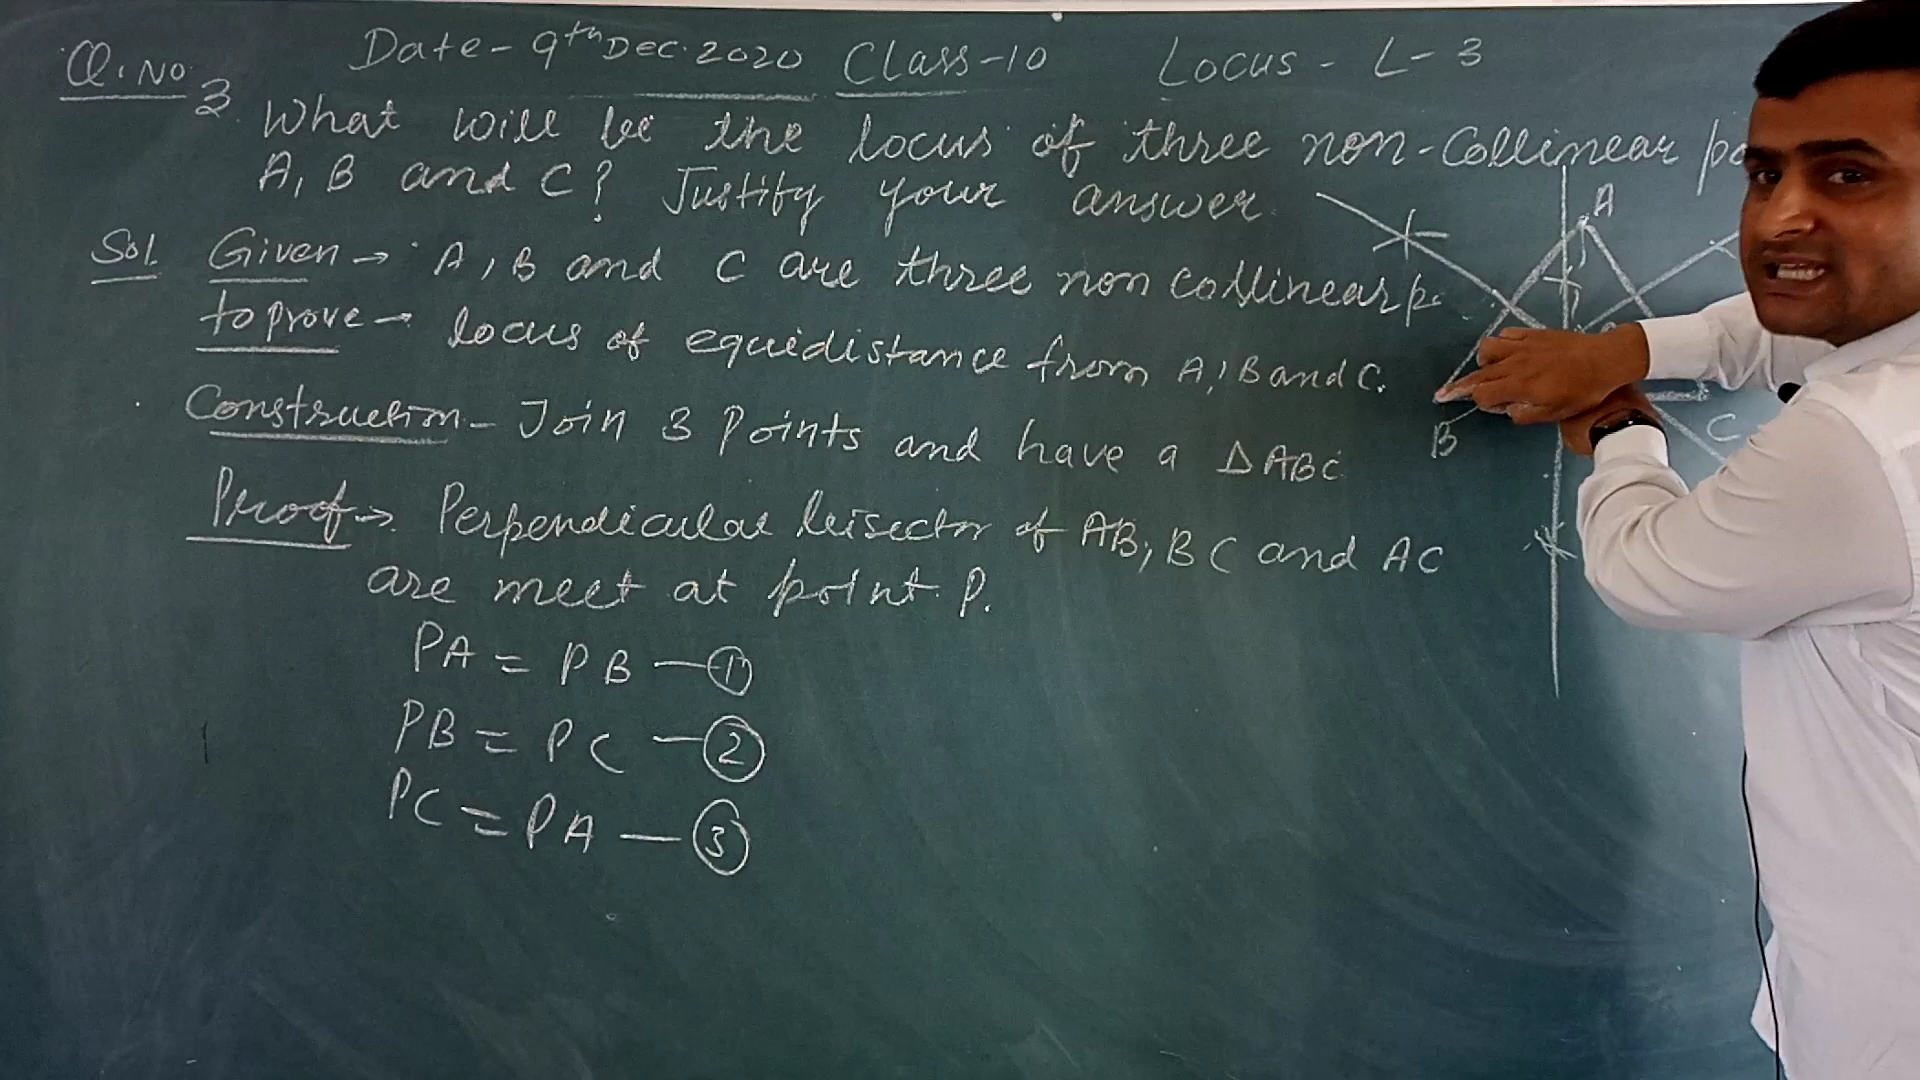 Q.No. 3
Date - 9th Dec. 2020 Class-10 Locus - L-3
What will be the locus of three non-Collinear
A, B and C? Justify your answer.
Sol. Given → A, B and C are three non collinear p.
to prove → locus of equidistance from A, B and C.
Construction - Join 3 Points and have a △ABC
Proof → Perpendicular bisector of AB, BC and AC
are meet at point P.
PA = PB — ①
PB = PC — ②
PC = PA — ③
A
B
C